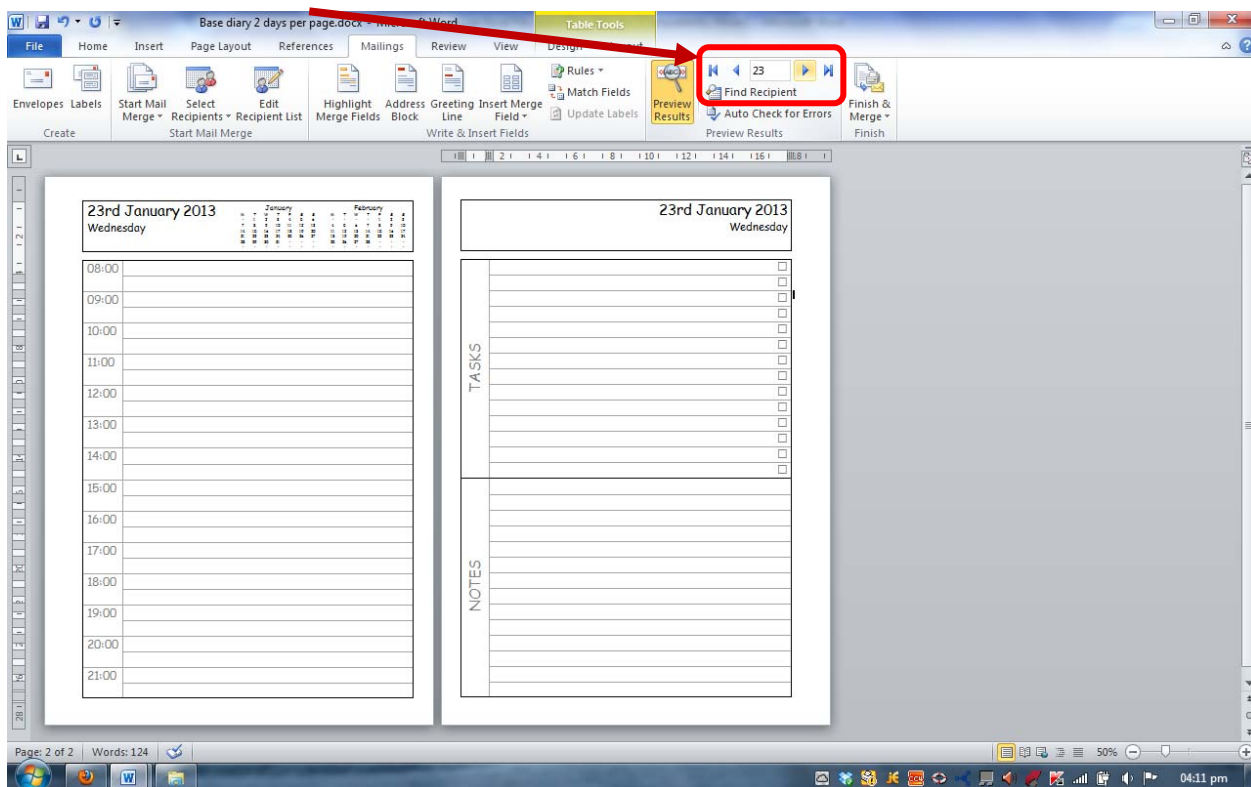 Base diary 2 days per page.docx - Microsoft Word
Table Tools
File Home Insert Page Layout References Mailings Review View Design Layout
Envelopes Labels
Create
Start Mail Merge
Select Recipients
Edit Recipient List
Start Mail Merge
Highlight Merge Fields
Address Block
Greeting Line
Insert Merge Field
Rules
Match Fields
Update Labels
Write & Insert Fields
Preview Results
23
Find Recipient
Auto Check for Errors
Preview Results
Finish & Merge
Finish
23rd January 2013
Wednesday
January
February
08:00
09:00
10:00
11:00
12:00
13:00
14:00
15:00
16:00
17:00
18:00
19:00
20:00
21:00
23rd January 2013
Wednesday
TASKS
NOTES
Page: 2 of 2 Words: 124
50%
04:11 pm